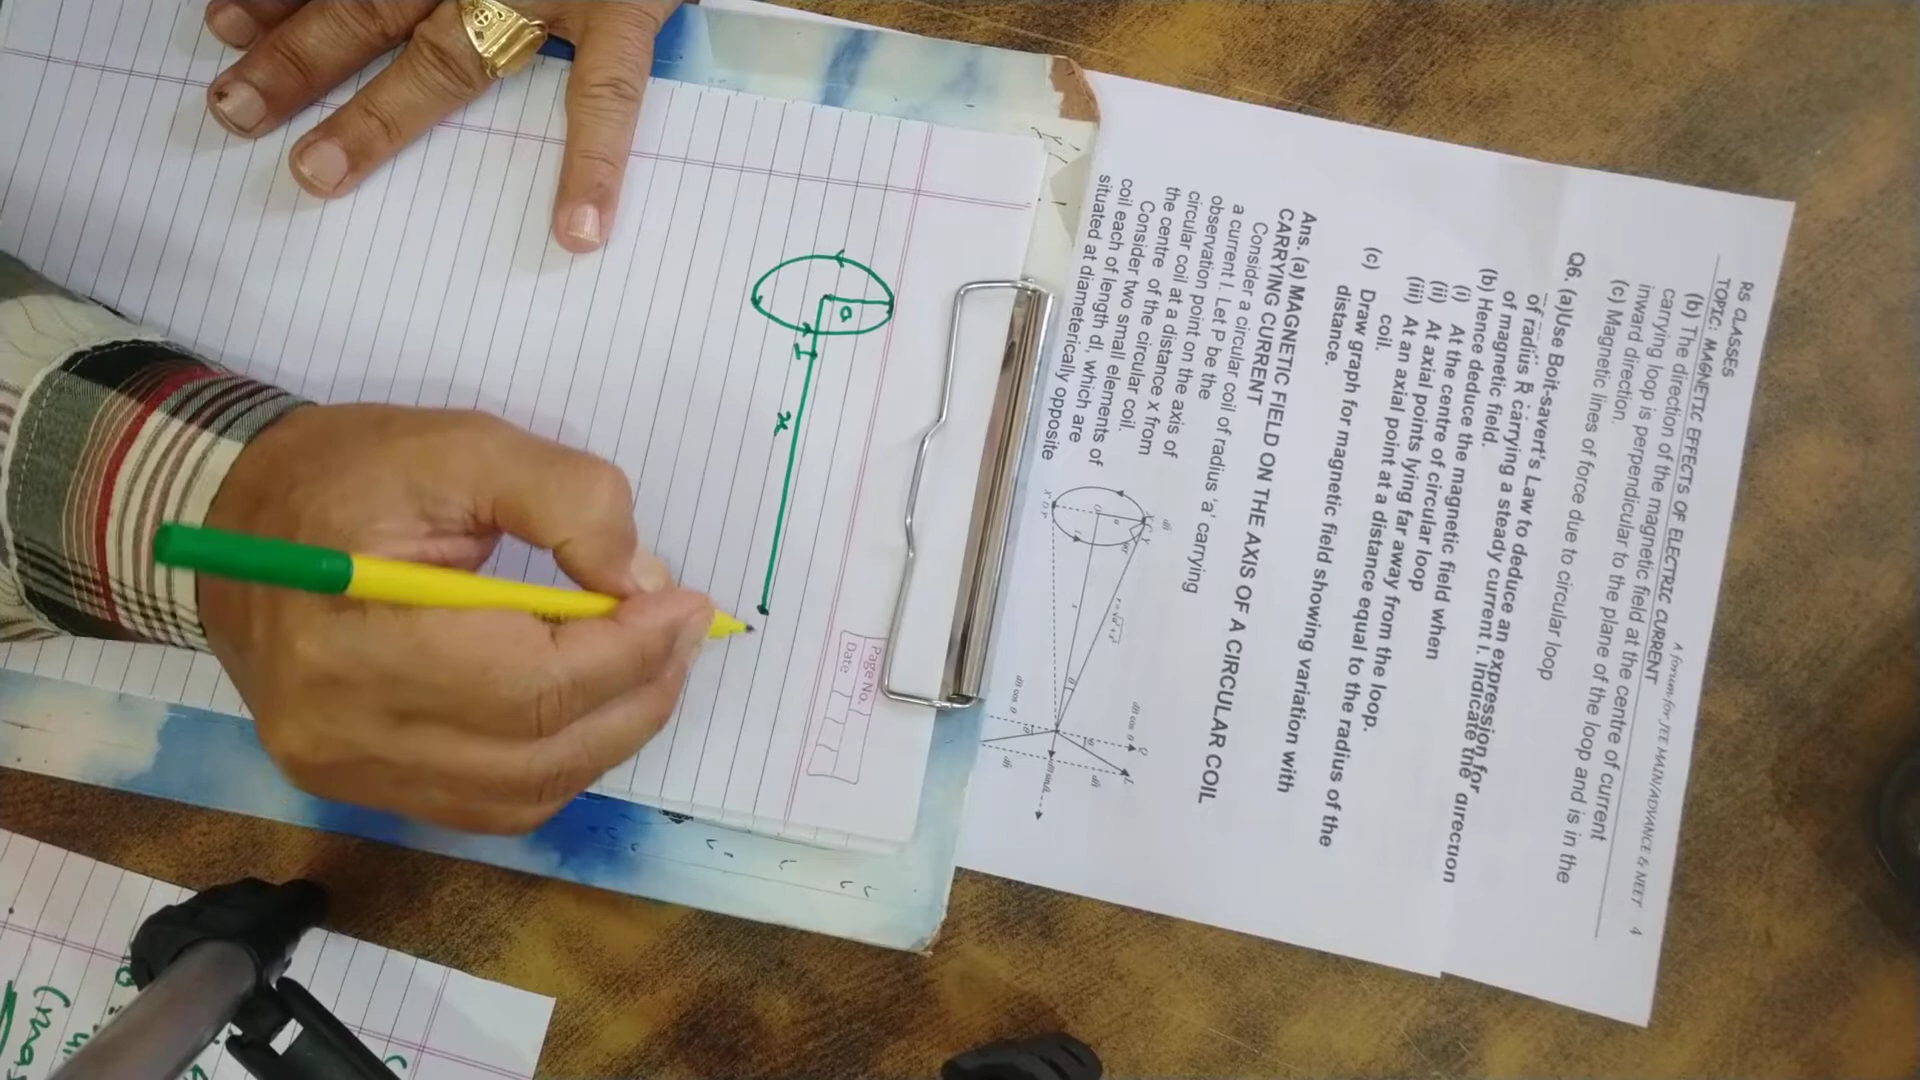 RS CLASSES
A forum for JEE MAIN/ADVANCE & NEET 4
TOPIC: MAGNETIC EFFECTS OF ELECTRIC CURRENT
(b) The direction of the magnetic field at the centre of current
carrying loop is perpendicular to the plane of the loop and is in the
inward direction.
(c) Magnetic lines of force due to circular loop
Q6. (a)Use Boit-savert's Law to deduce an expression for
of radius R carrying a steady current I. Indicate the direction
of magnetic field.
(b) Hence deduce the magnetic field when
(i) At the centre of circular loop
(ii) At axial points lying far away from the loop.
(iii) At an axial point at a distance equal to the radius of the
coil.
(c) Draw graph for magnetic field showing variation with
distance.
Ans. (a) MAGNETIC FIELD ON THE AXIS OF A CIRCULAR COIL
CARRYING CURRENT
Consider a circular coil of radius 'a' carrying
a current I. Let P be the
observation point on the axis of
circular coil at a distance x from
the centre of the circular coil.
Consider two small elements of
coil each of length dl, which are
situated at diameterically opposite
Page No.
Date
a
I
x